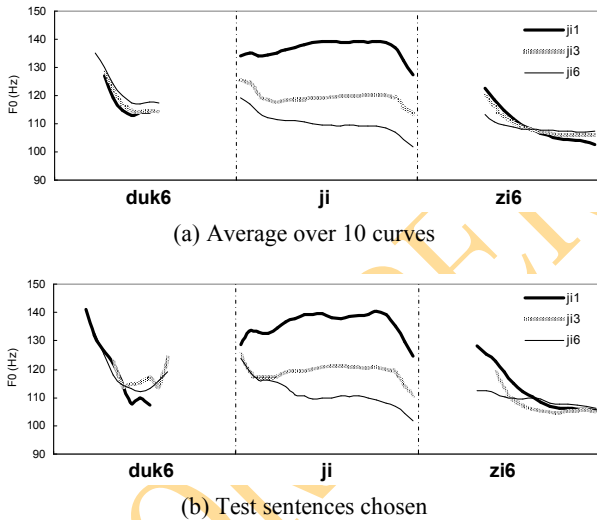 150
140
130
120
110
100
90
F0 (Hz)
ji1
ji3
ji6
duk6 ji zi6
(a) Average over 10 curves
150
140
130
120
110
100
90
F0 (Hz)
ji1
ji3
ji6
duk6 ji zi6
(b) Test sentences chosen